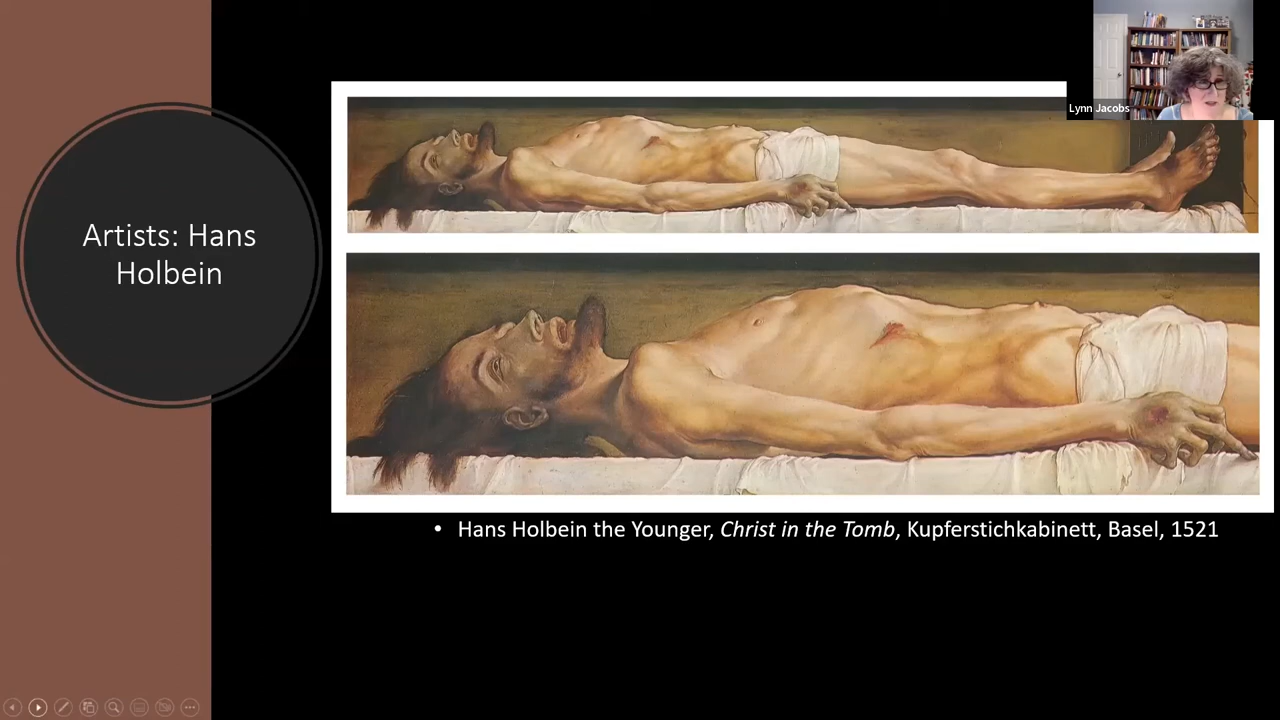 Lynn Jacobs
Artists: Hans
Holbein
• Hans Holbein the Younger, Christ in the Tomb, Kupferstichkabinett, Basel, 1521